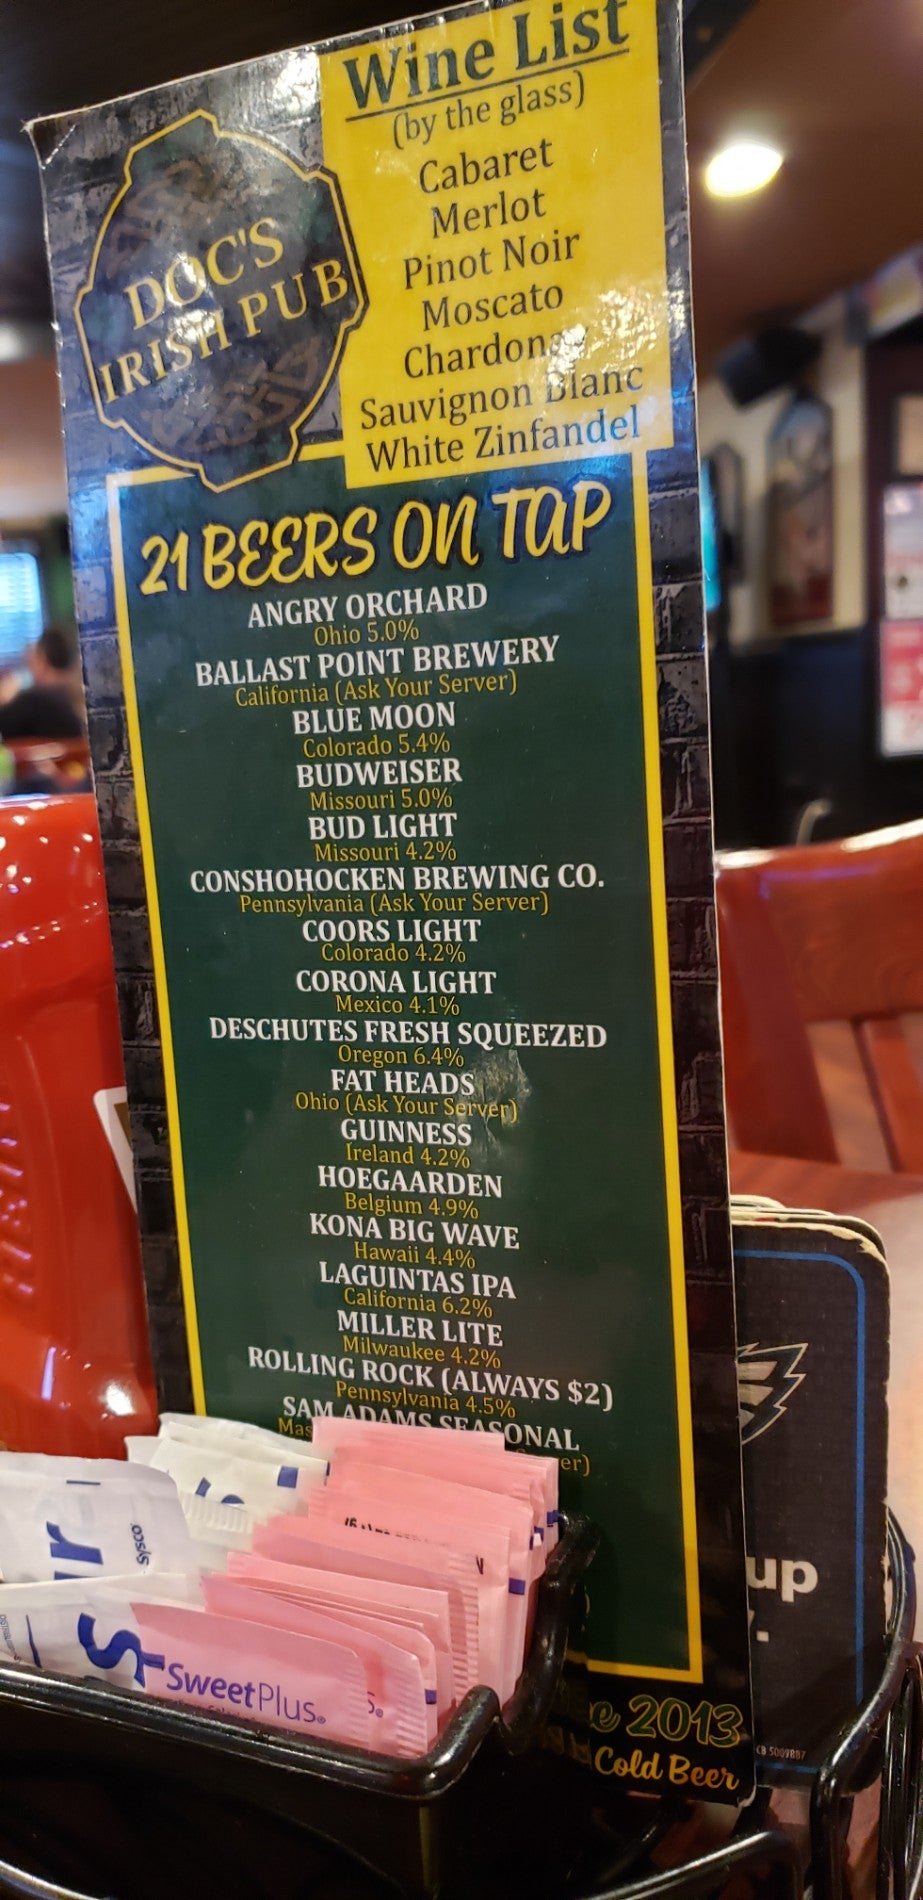 Wine List
(by the glass)
Cabaret
Merlot
Pinot Noir
Moscato
Sauvignon Blanc
White Zinfandel
DOC'S
IRISH PUB
21 BEERS ON TAP
ANGRY ORCHARD
Ohio 5.0%
BALLAST POINT BREWERY
California (Ask Your Server)
BLUE MOON
Colorado 5.4%
BUDWEISER
Missouri 5.0%
BUD LIGHT
Missouri 4.2%
CONSHOHOCKEN BREWING CO.
Pennsylvania (Ask Your Server)
COORS LIGHT
Colorado 4.2%
CORONA LIGHT
Mexico 4.1%
DESCHUTES FRESH SQUEEZED
Oregon 6.4%
FAT HEADS
Ohio (Ask Your Server)
GUINNESS
Ireland 4.2%
HOEGAARDEN
Belgium 4.9%
KONA BIG WAVE
Hawaii 4.4%
LAGUINTAS IPA
California 6.2%
MILLER LITE
Milwaukee 4.2%
ROLLING ROCK (ALWAYS $2)
Pennsylvania 4.5%
SAM ADAMS SEASONAL
2013
Cold Beer
Sysco
SweetPlus
up
CB 5009887